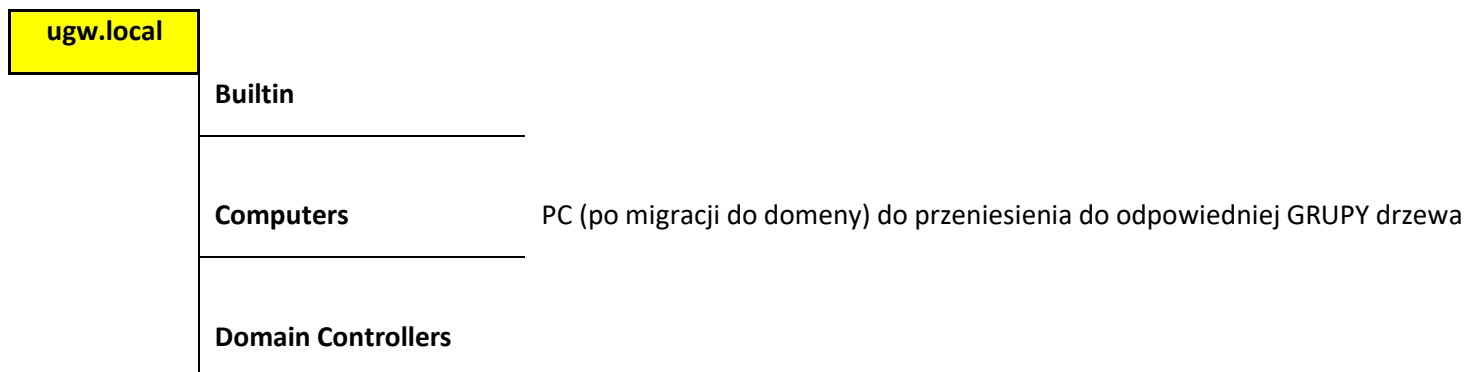 ugw.local
Builtin
Computers PC (po migracji do domeny) do przeniesienia do odpowiedniej GRUPY drzewa
Domain Controllers